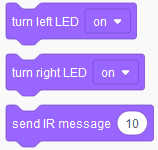 turn left LED on
turn right LED on
send IR message 10